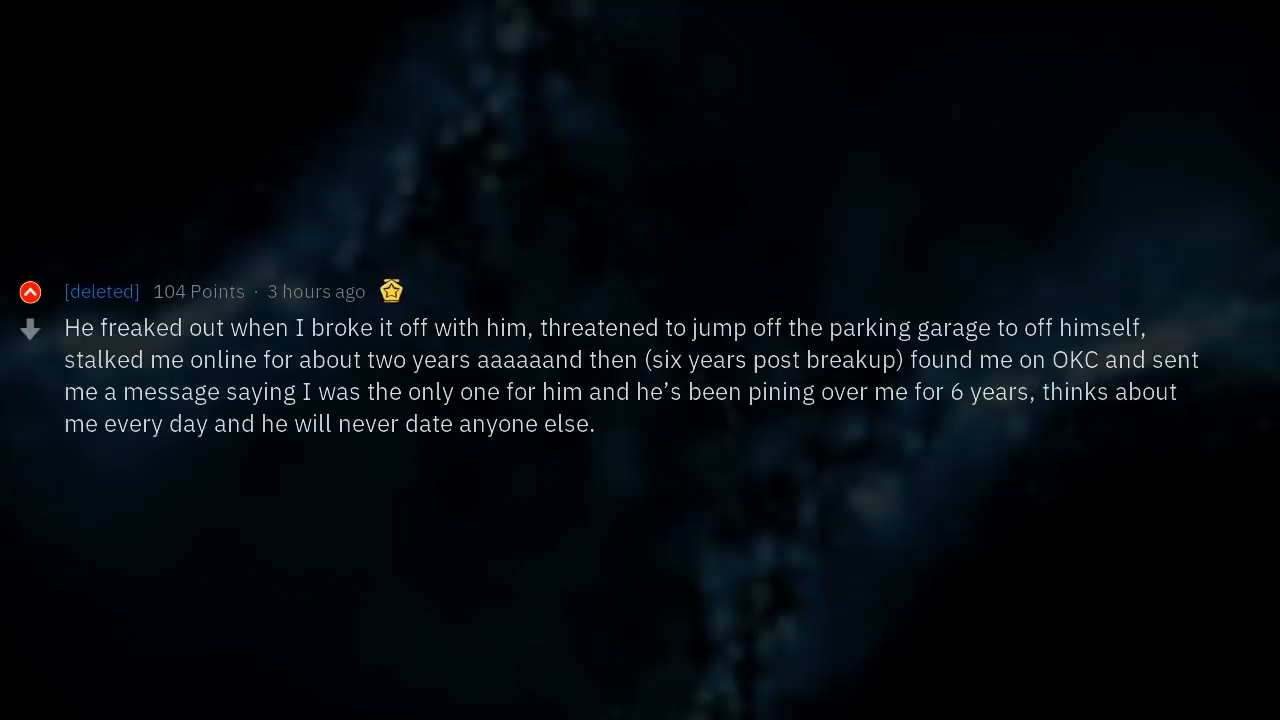 [deleted] 104 Points · 3 hours ago
He freaked out when I broke it off with him, threatened to jump off the parking garage to off himself,
stalked me online for about two years aaaaaand then (six years post breakup) found me on OKC and sent
me a message saying I was the only one for him and he’s been pining over me for 6 years, thinks about
me every day and he will never date anyone else.